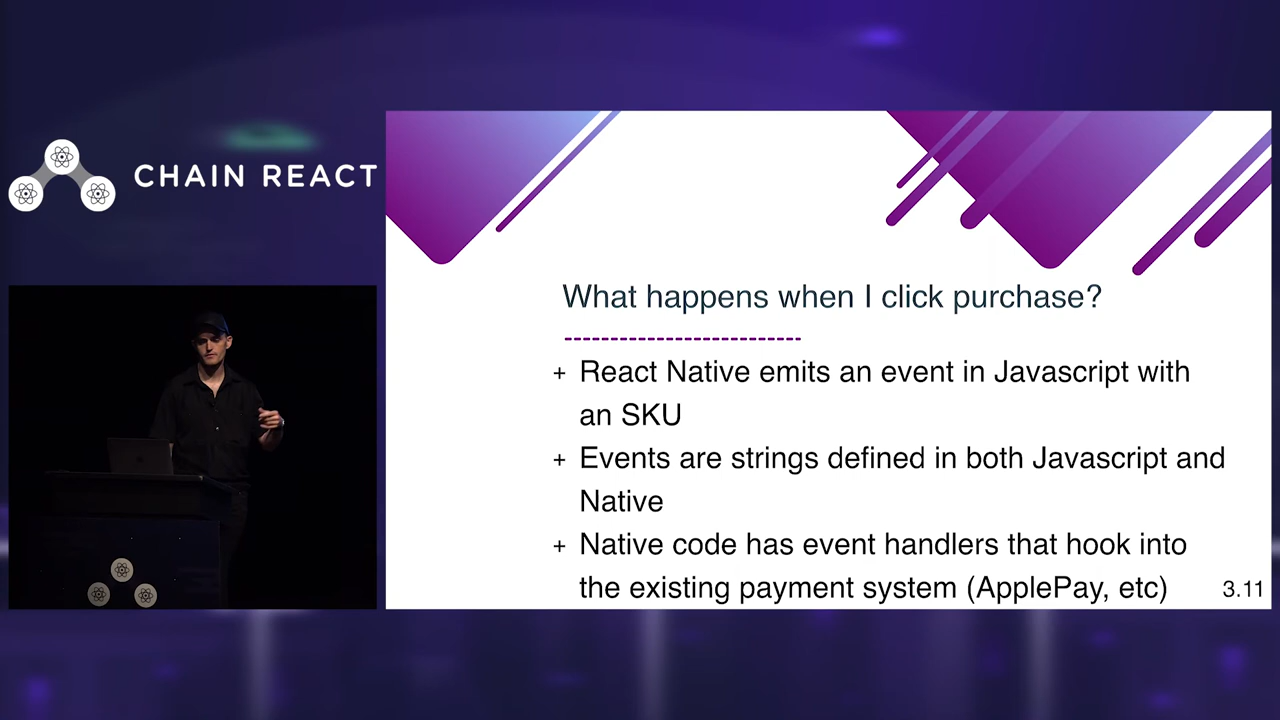 CHAIN REACT
What happens when I click purchase?
+ React Native emits an event in Javascript with
an SKU
+ Events are strings defined in both Javascript and
Native
+ Native code has event handlers that hook into
the existing payment system (ApplePay, etc)
3.11